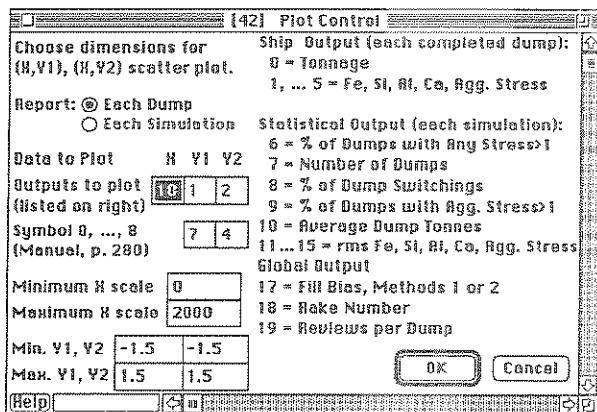 [42] Plot Control
Choose dimensions for
(X,Y1), (X,Y2) scatter plot.
Report: Each Dump
Each Simulation
Data to Plot X Y1 Y2
Outputs to plot 10 1 2
(listed on right)
Symbol 0, ..., 8 7 4
(Manual, p. 280)
Minimum X scale 0
Maximum X scale 2000
Min. Y1, Y2 -1.5 -1.5
Max. Y1, Y2 1.5 1.5
Ship Output (each completed dump):
0 = Tonnage
1, ... 5 = Fe, Si, Al, Ca, Agg. Stress
Statistical Output (each simulation):
6 = % of Dumps with Any Stress>1
7 = Number of Dumps
8 = % of Dump Switchings
9 = % of Dumps with Agg. Stress>1
10 = Average Dump Tonnes
11...15 = rms Fe, Si, Al, Ca, Agg. Stress
Global Output
17 = Fill Bias, Methods 1 or 2
18 = Rake Number
19 = Reviews per Dump
OK Cancel
Help